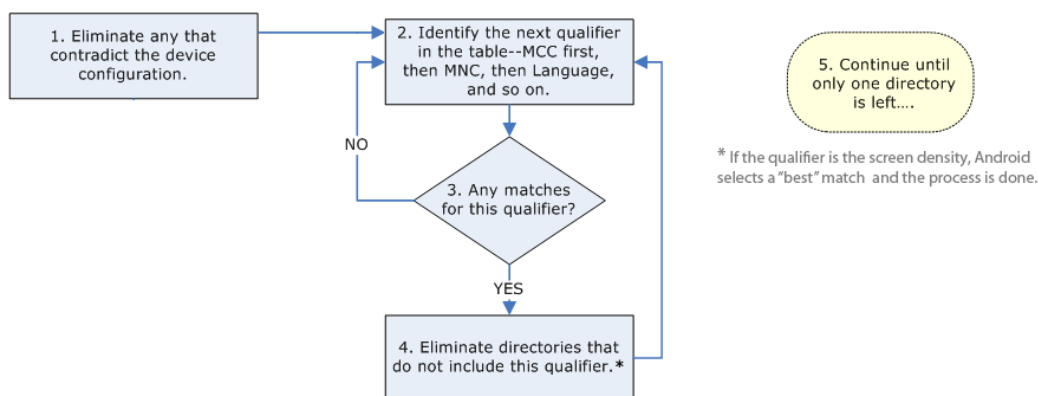 1. Eliminate any that
contradict the device
configuration.
2. Identify the next qualifier
in the table--MCC first,
then MNC, then Language,
and so on.
NO
3. Any matches
for this qualifier?
YES
4. Eliminate directories that
do not include this qualifier.*
5. Continue until
only one directory
is left....
* If the qualifier is the screen density, Android
selects a "best" match and the process is done.